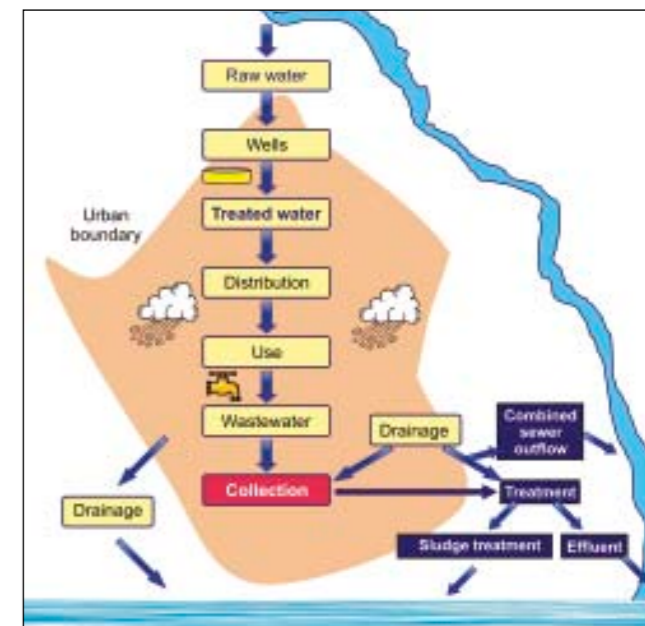 Raw water
Wells
Urban
boundary
Treated water
Distribution
Use
Wastewater
Drainage
Combined
sewer
outflow
Collection
Treatment
Drainage
Sludge treatment
Effluent